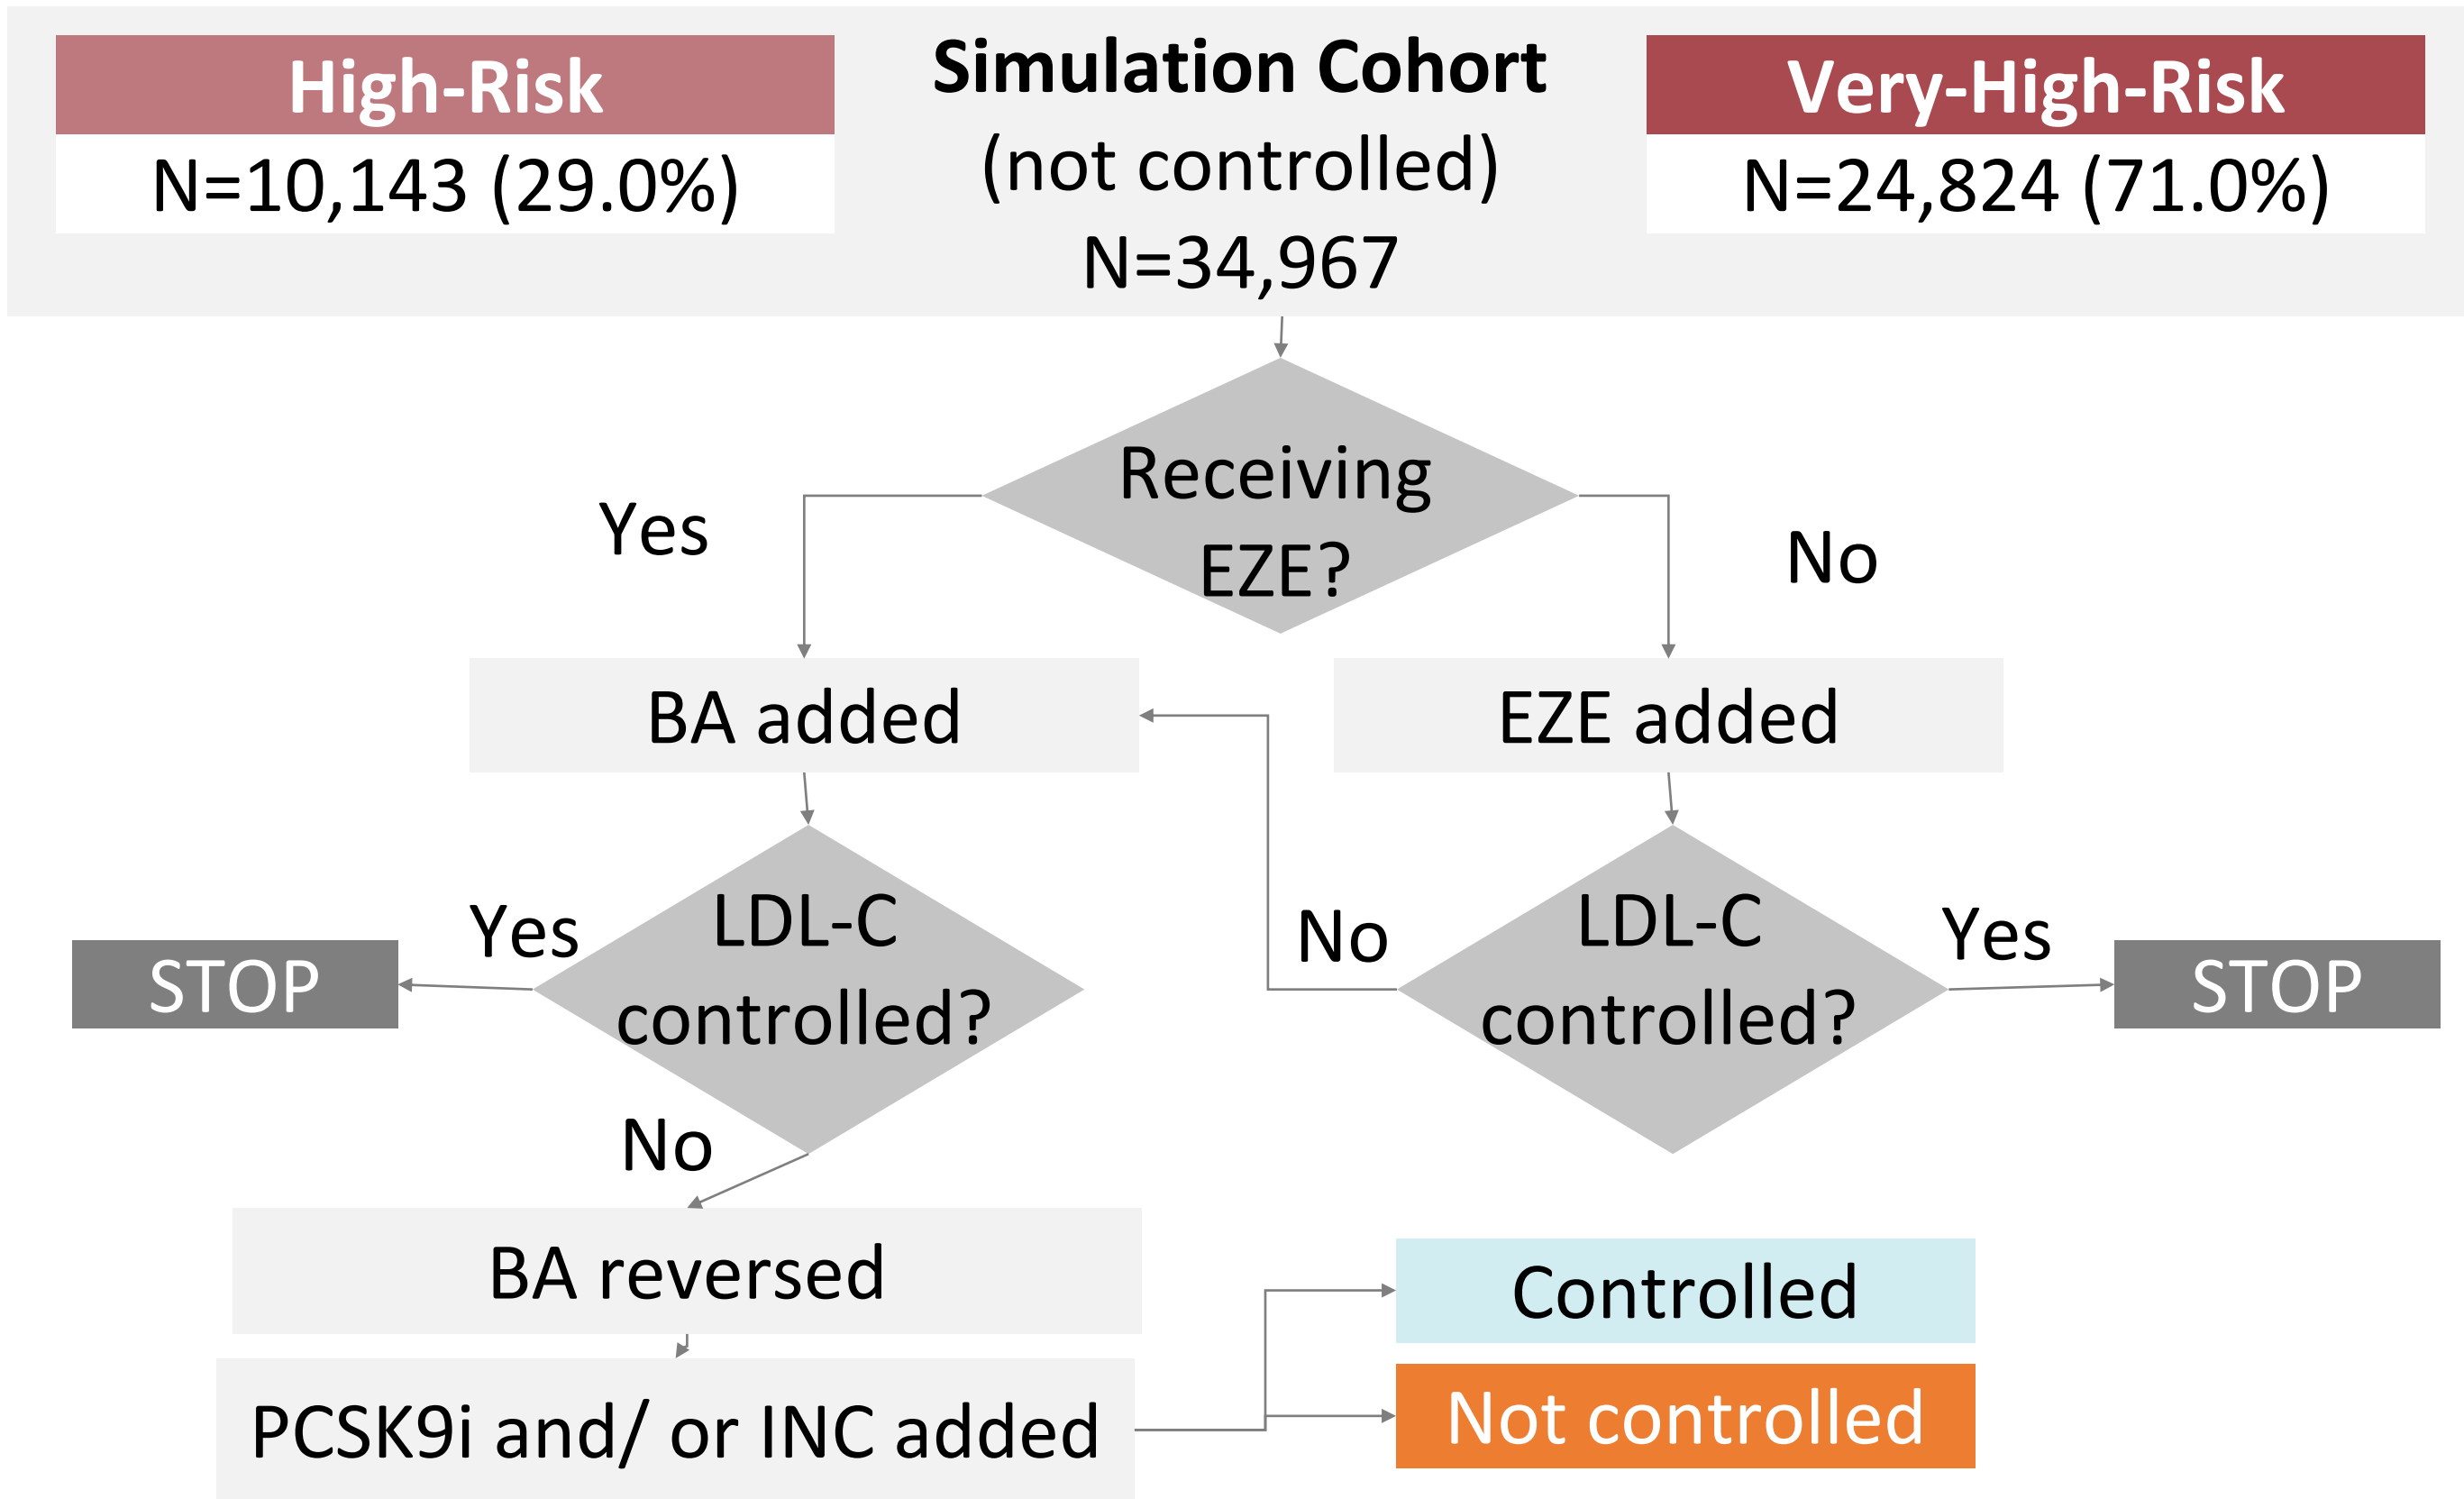 High-Risk
N=10,143 (29.0%)
Simulation Cohort
(not controlled)
N=34,967
Very-High-Risk
N=24,824 (71.0%)
Receiving
EZE?
Yes
No
BA added
EZE added
LDL-C
controlled?
Yes
STOP
No
LDL-C
controlled?
No
Yes
STOP
BA reversed
PCSK9i and/ or INC added
Controlled
Not controlled